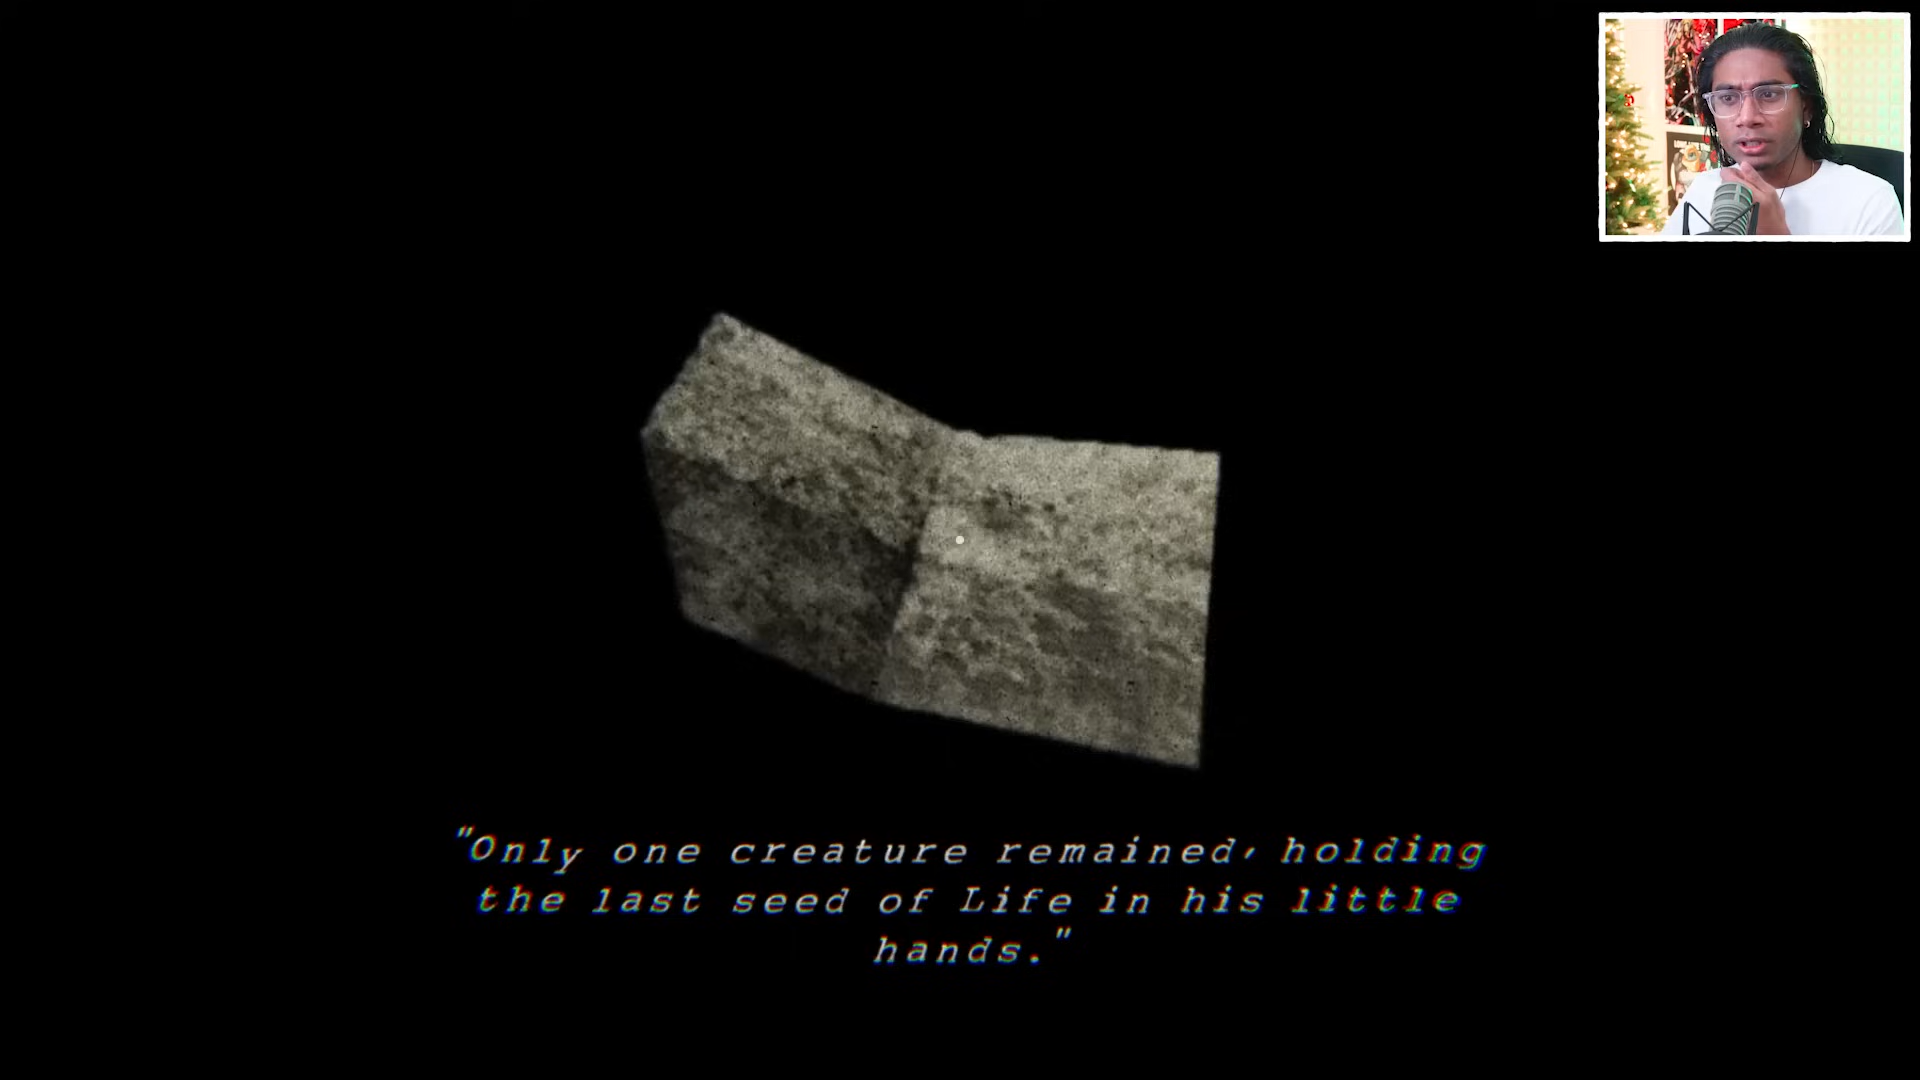 "Only one creature remained, holding
the last seed of Life in his little
hands."